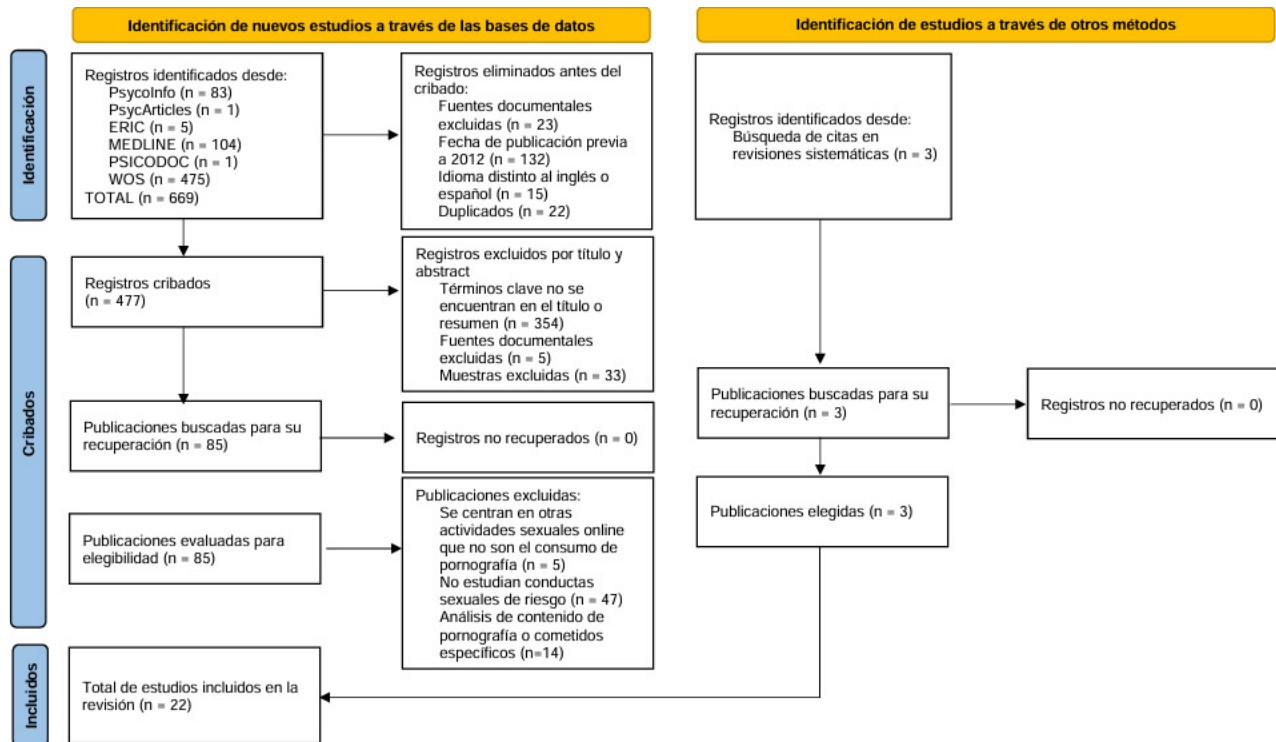 Identificación de nuevos estudios a través de las bases de datos
Identificación de estudios a través de otros métodos
Identificación
Registros identificados desde:
PsycoInfo (n = 83)
PsycArticles (n = 1)
ERIC (n = 5)
MEDLINE (n = 104)
PSICODOC (n = 1)
WOS (n = 475)
TOTAL (n = 669)
Registros eliminados antes del
cribado:
Fuentes documentales
excluidas (n = 23)
Fecha de publicación previa
a 2012 (n = 132)
Idioma distinto al inglés o
español (n = 15)
Duplicados (n = 22)
Registros identificados desde:
Búsqueda de citas en
revisiones sistemáticas (n = 3)
Cribados
Registros cribados
(n = 477)
Registros excluidos por título y
abstract
Términos clave no se
encuentran en el título o
resumen (n = 354)
Fuentes documentales
excluidas (n = 5)
Muestras excluidas (n = 33)
Publicaciones buscadas para su
recuperación (n = 85)
Registros no recuperados (n = 0)
Publicaciones buscadas para su
recuperación (n = 3)
Registros no recuperados (n = 0)
Publicaciones evaluadas para
elegibilidad (n = 85)
Publicaciones excluidas:
Se centran en otras
actividades sexuales online
que no son el consumo de
pornografía (n = 5)
No estudian conductas
sexuales de riesgo (n = 47)
Análisis de contenido de
pornografía o cometidos
específicos (n=14)
Publicaciones elegidas (n = 3)
Incluidos
Total de estudios incluidos en la
revisión (n = 22)